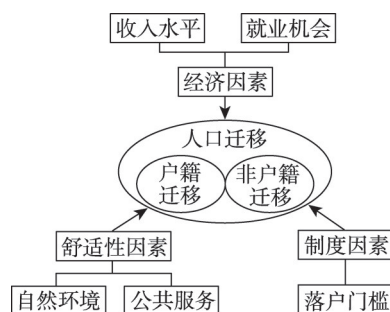 收入水平 就业机会
经济因素
人口迁移
户籍 非户籍
迁移 迁移
舒适性因素 制度因素
自然环境 公共服务 落户门槛